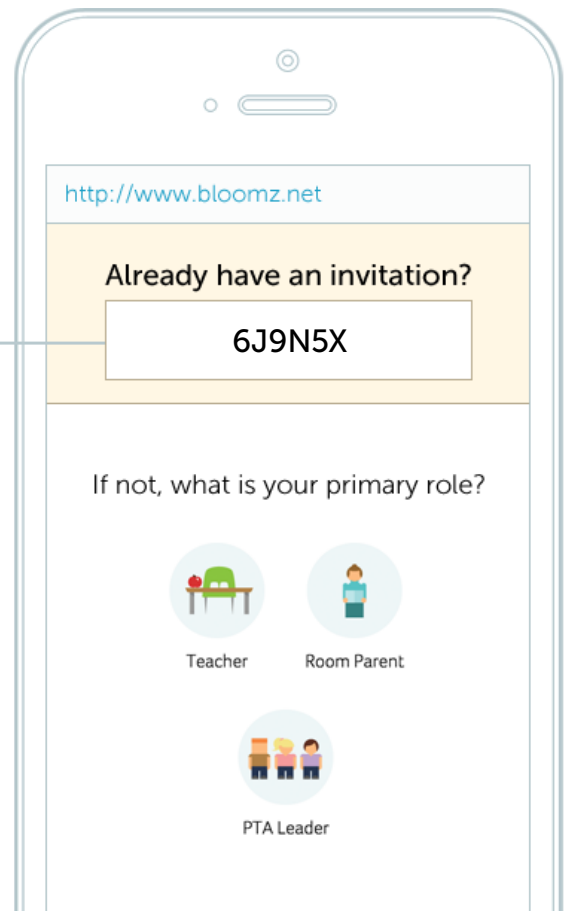 http://www.bloomz.net
Already have an invitation?
6J9N5X
If not, what is your primary role?
Teacher
Room Parent
PTA Leader